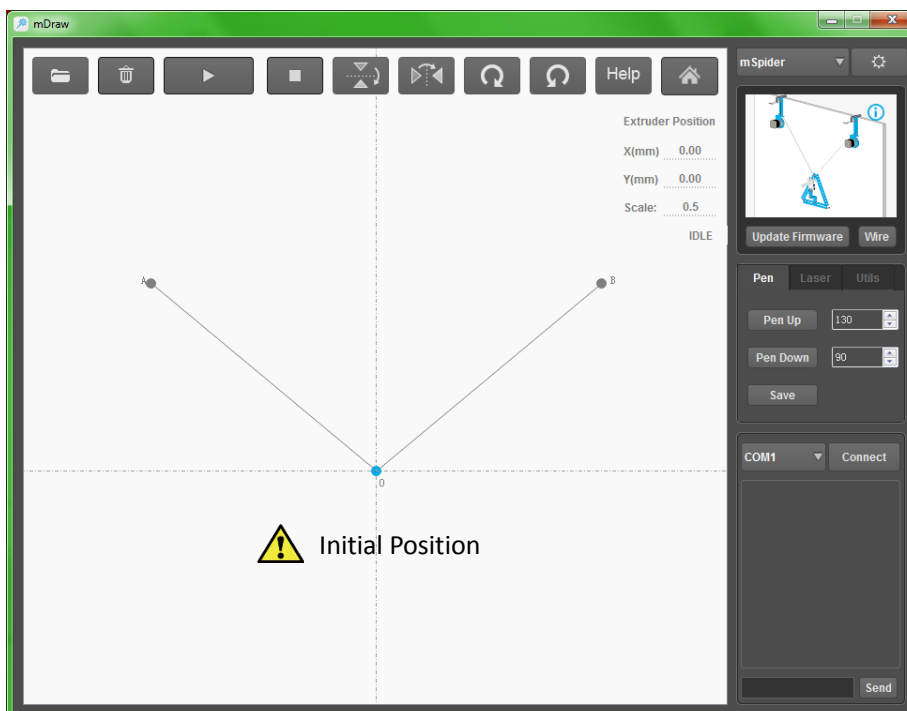 mDraw
Help
mSpider
Extruder Position
X(mm) 0.00
Y(mm) 0.00
Scale: 0.5
IDLE
Update Firmware Wire
A
B
O
Pen Laser Utils
Pen Up 130
Pen Down 90
Save
COM1 Connect
Initial Position
Send